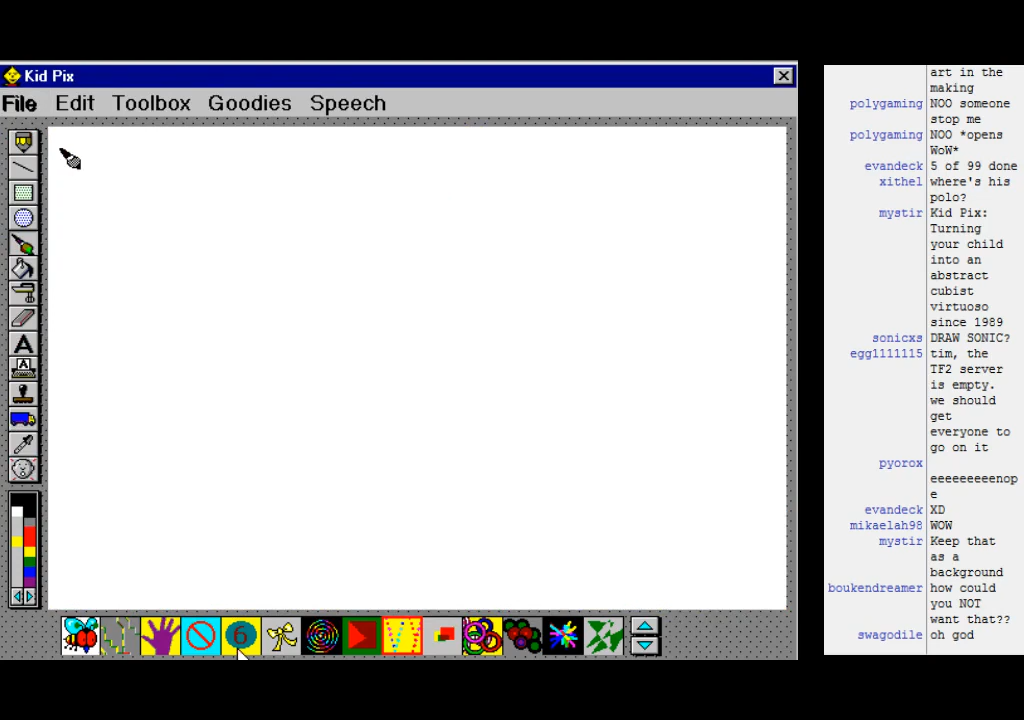 Kid Pix
File Edit Toolbox Goodies Speech
A
A
6
art in the
making
polygaming NOO someone
stop me
polygaming NOO *opens
WoW*
evandeck 5 of 99 done
xithel where's his
polo?
mystir Kid Pix:
Turning
your child
into an
abstract
cubist
virtuoso
since 1989
sonicxs DRAW SONIC?
egg1111115 tim, the
TF2 server
is empty.
we should
get
everyone to
go on it
pyorox
eeeeeeeeenop
e
evandeck XD
mikaelah98 WOW
mystir Keep that
as a
background
boukendreamer how could
you NOT
want that??
swagodile oh god